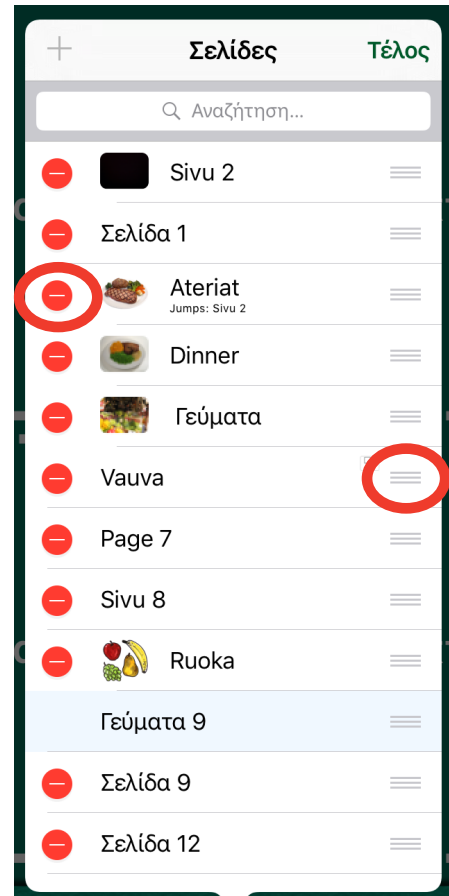 Σελίδες
Τέλος
Αναζήτηση...
Sivu 2
Σελίδα 1
Ateriat
Jumps: Sivu 2
Dinner
Γεύματα
Vauva
Page 7
Sivu 8
Ruoka
Γεύματα 9
Σελίδα 9
Σελίδα 12